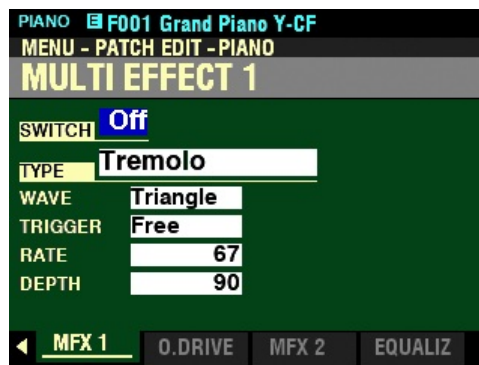 PIANO E F001 Grand Piano Y-CF
MENU - PATCH EDIT - PIANO
MULTI EFFECT 1
SWITCH Off
TYPE Tremolo
WAVE Triangle
TRIGGER Free
RATE 67
DEPTH 90
MFX 1 O.DRIVE MFX 2 EQUALIZ